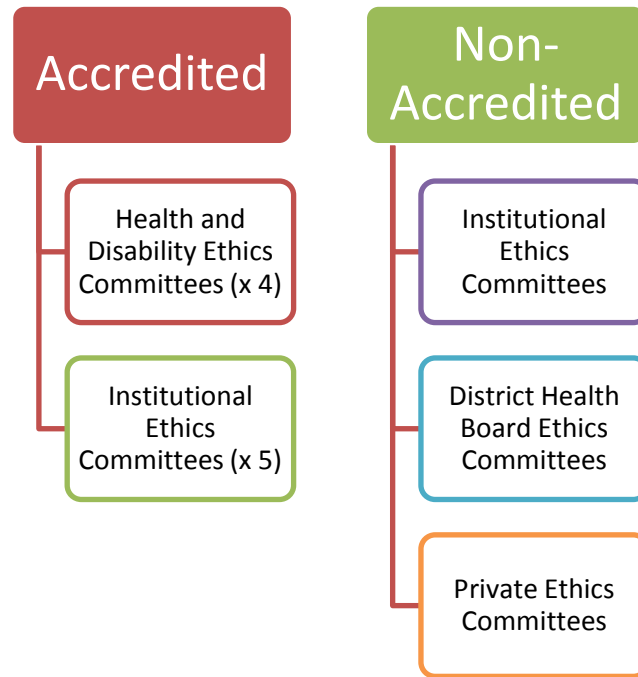 Accredited
Health and
Disability Ethics
Committees (x 4)
Institutional
Ethics
Committees (x 5)
Non-
Accredited
Institutional
Ethics
Committees
District Health
Board Ethics
Committees
Private Ethics
Committees